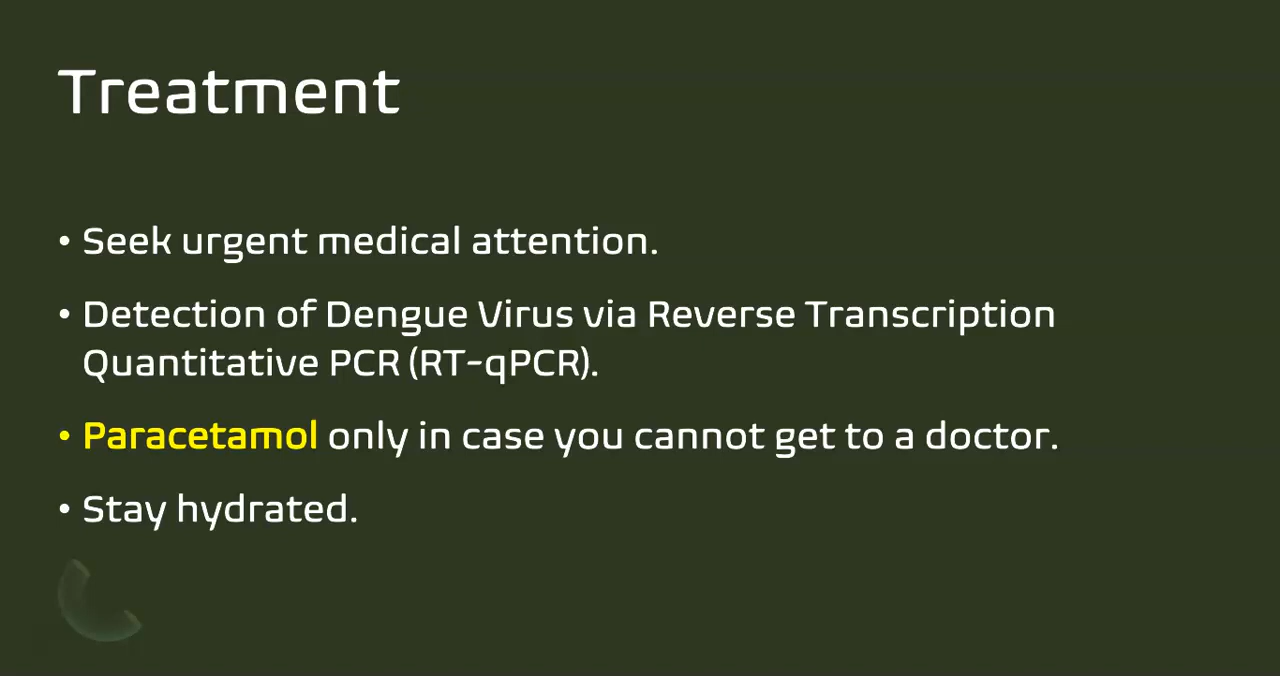 Treatment
• Seek urgent medical attention.
• Detection of Dengue Virus via Reverse Transcription
Quantitative PCR (RT-qPCR).
• Paracetamol only in case you cannot get to a doctor.
• Stay hydrated.